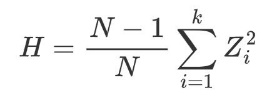 H = \frac{N - 1}{N} \sum_{i=1}^{k} Z_i^2